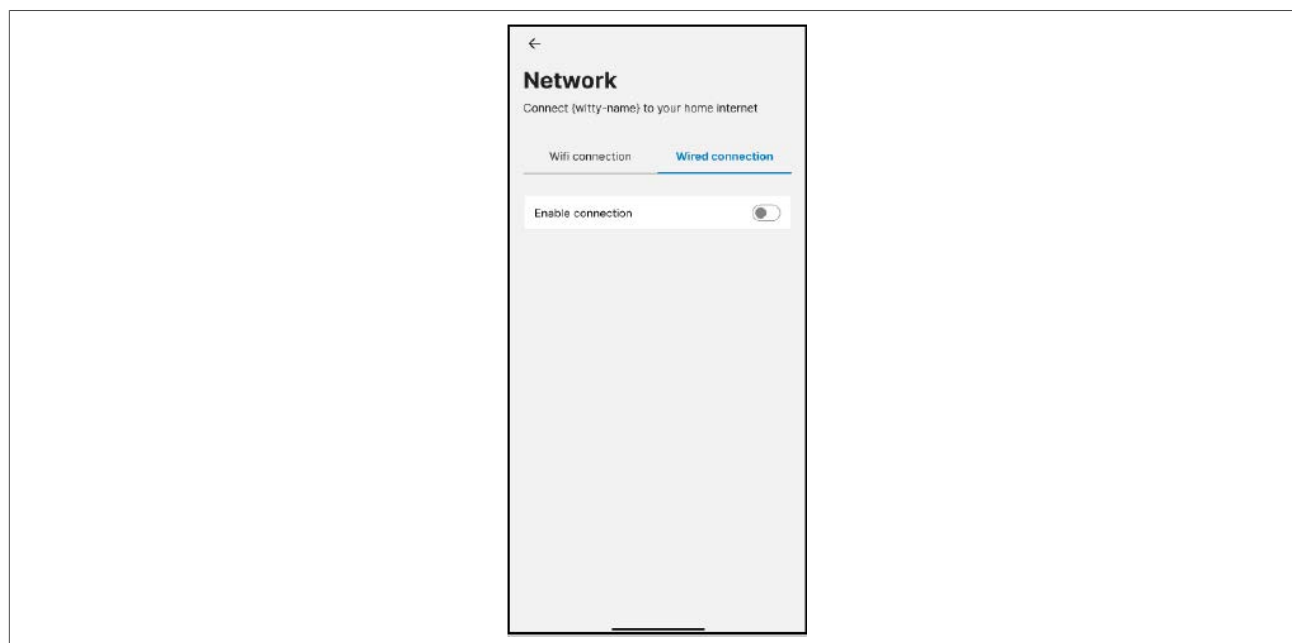 Network
Connect {witty-name} to your home internet
Wifi connection Wired connection
Enable connection